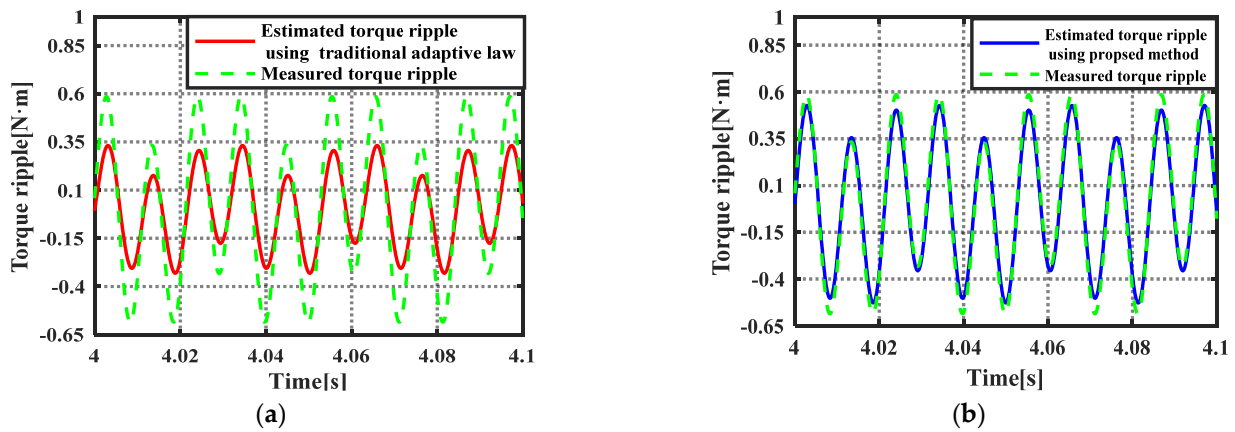 Estimated torque ripple
using traditional adaptive law
Measured torque ripple
1
0.85
0.6
0.35
0.1
-0.15
-0.4
-0.65
Torque ripple[N·m]
4
4.02
4.04
4.06
4.08
4.1
Time[s]
(a)
Estimated torque ripple
using propsed method
Measured torque ripple
1
0.85
0.6
0.35
0.1
-0.15
-0.4
-0.65
Torque ripple[N·m]
4
4.02
4.04
4.06
4.08
4.1
Time[s]
(b)